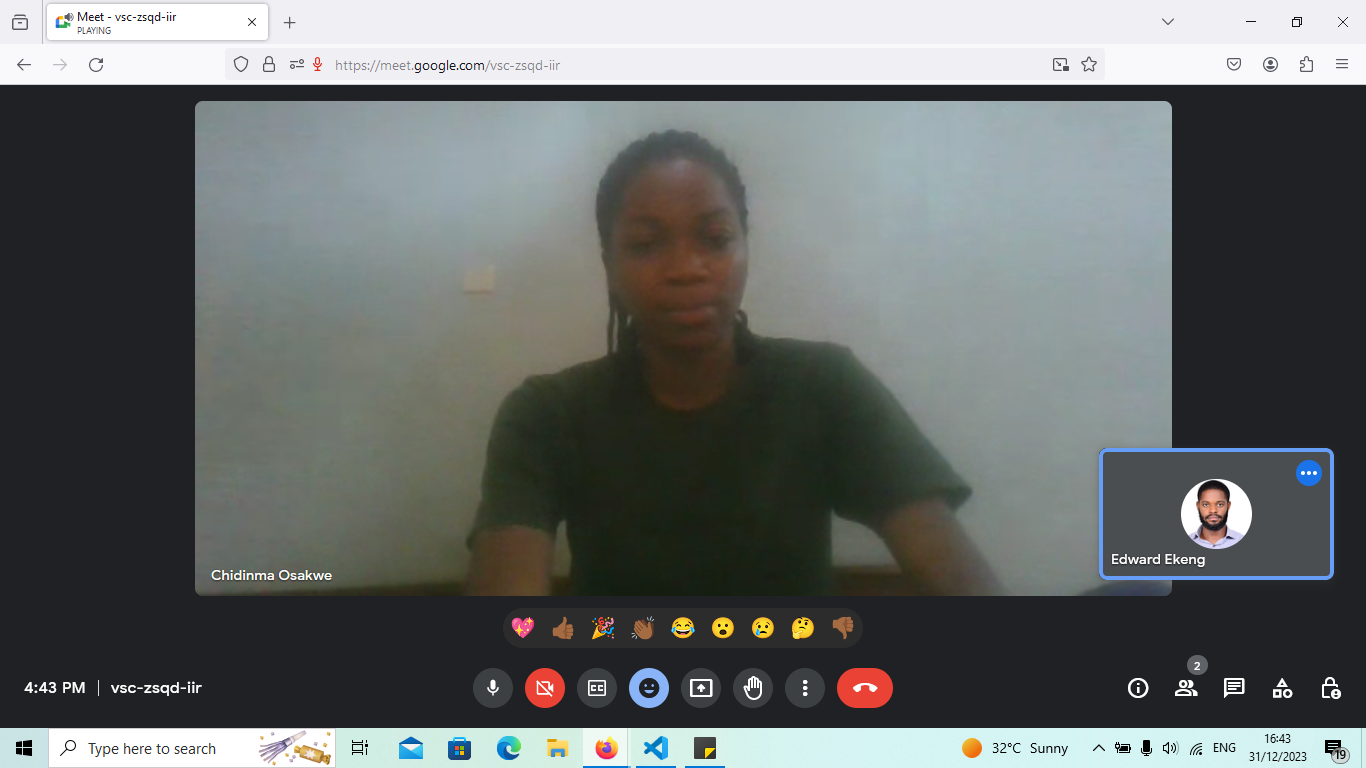 Meet - vsc-zsqd-iir
PLAYING
https://meet.google.com/vsc-zsqd-iir
Chidinma Osakwe
Edward Ekeng
2
4:43 PM | vsc-zsqd-iir
Type here to search
32°C Sunny
ENG
16:43
31/12/2023
19